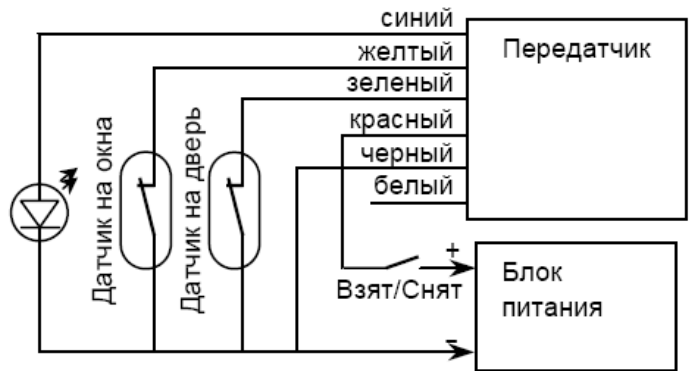 синий
желтый
зеленый
красный
черный
белый
Передатчик
Датчик на окна
Датчик на дверь
Взят/Снят
+
-
Блок
питания